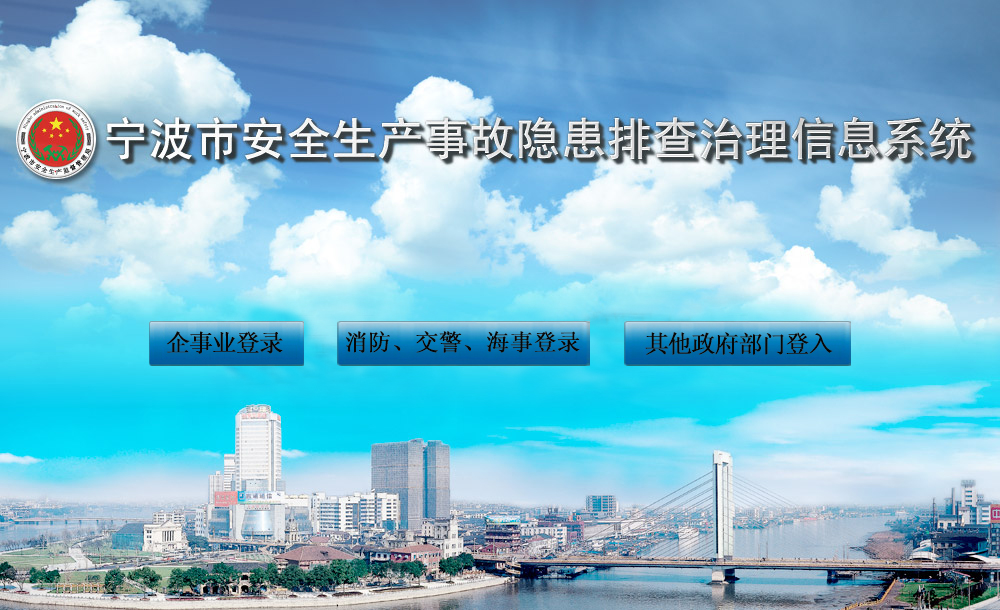 宁波市安全生产事故隐患排查治理信息系统
企事业登录
消防、交警、海事登录
其他政府部门登入